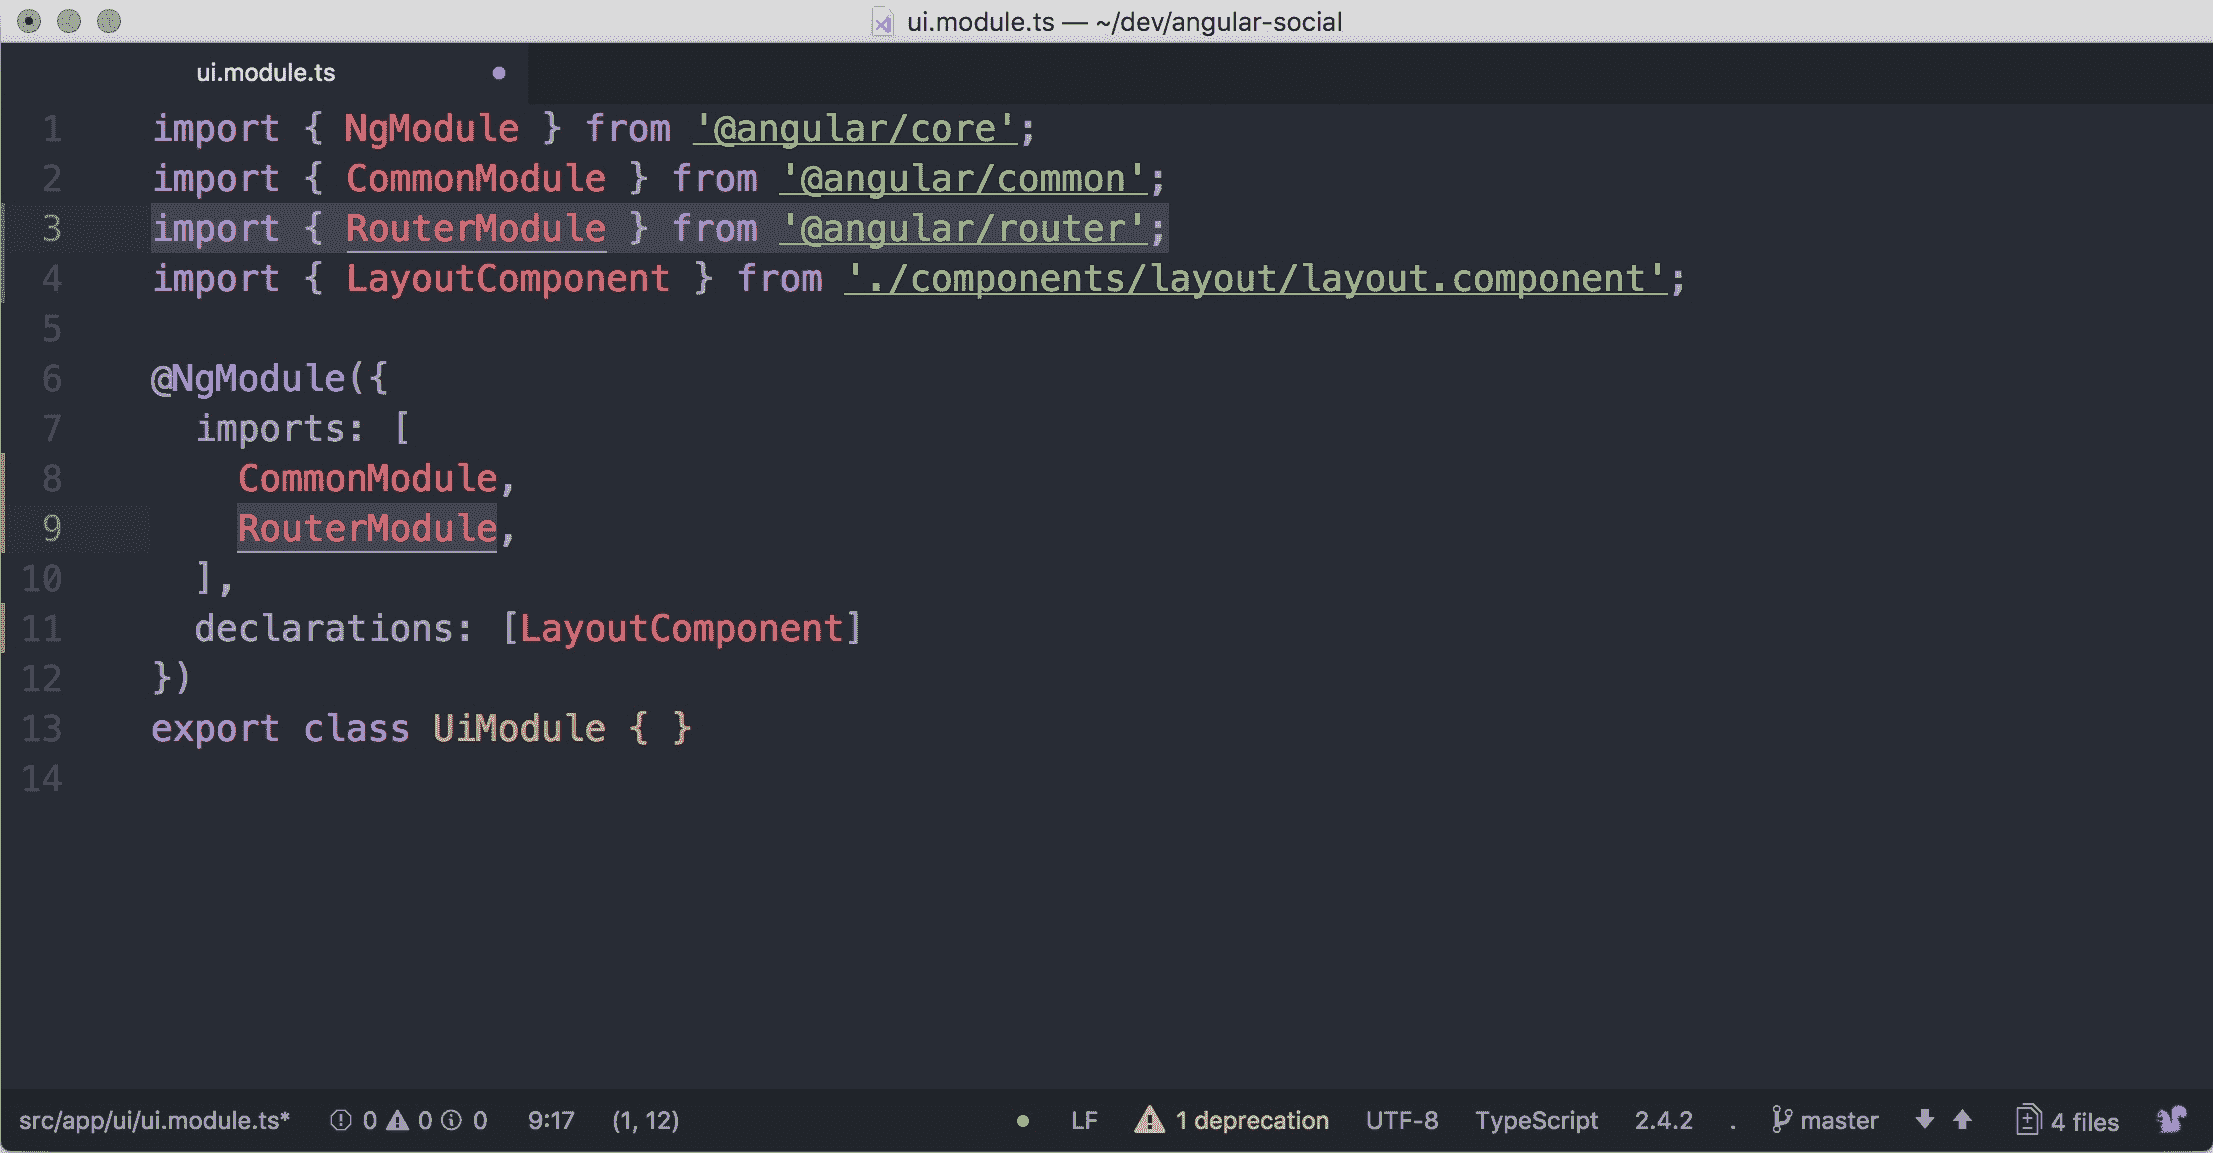 ui.module.ts — ~/dev/angular-social
ui.module.ts
1 import { NgModule } from '@angular/core';
2 import { CommonModule } from '@angular/common';
3 import { RouterModule } from '@angular/router';
4 import { LayoutComponent } from './components/layout/layout.component';
5
6 @NgModule({
7   imports: [
8     CommonModule,
9     RouterModule,
10   ],
11   declarations: [LayoutComponent]
12 })
13 export class UiModule { }
14
src/app/ui/ui.module.ts* 0 0 0 9:17 (1, 12) LF 1 deprecation UTF-8 TypeScript 2.4.2 . master 4 files